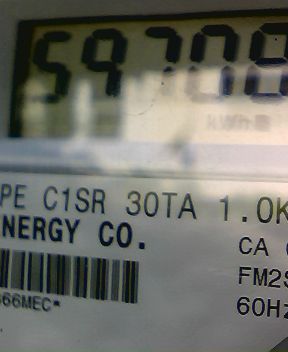 59708
kWh
PE C1SR 30TA 1.0K
NERGY CO.
CA
FM2S
66MEC*
60Hz